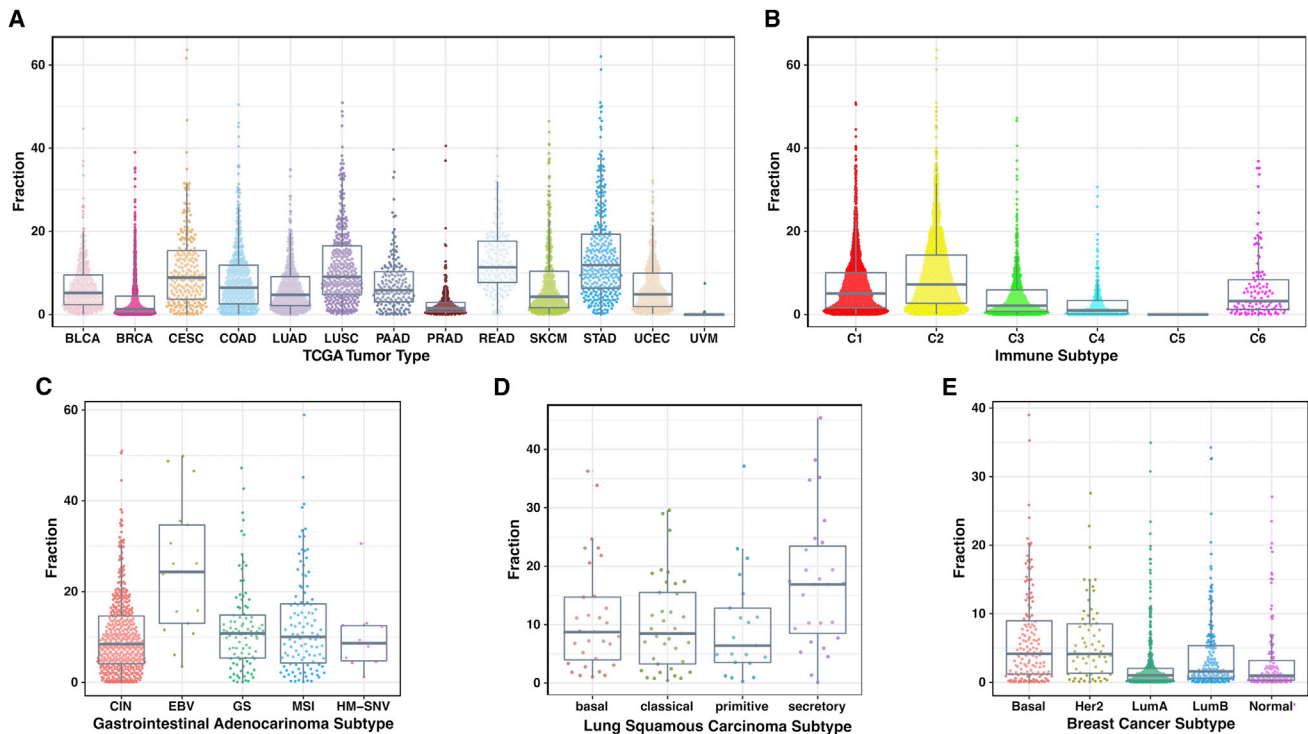 A
60
40
20
0
Fraction
BLCA BRCA CESC COAD LUAD LUSC PAAD PRAD READ SKCM STAD UCEC UVM
TCGA Tumor Type
B
60
40
20
0
Fraction
C1 C2 C3 C4 C5 C6
Immune Subtype
C
60
40
20
0
Fraction
CIN EBV GS MSI HM−SNV
Gastrointestinal Adenocarinoma Subtype
D
40
30
20
10
0
Fraction
basal classical primitive secretory
Lung Squamous Carcinoma Subtype
E
40
30
20
10
0
Fraction
Basal Her2 LumA LumB Normal*
Breast Cancer Subtype